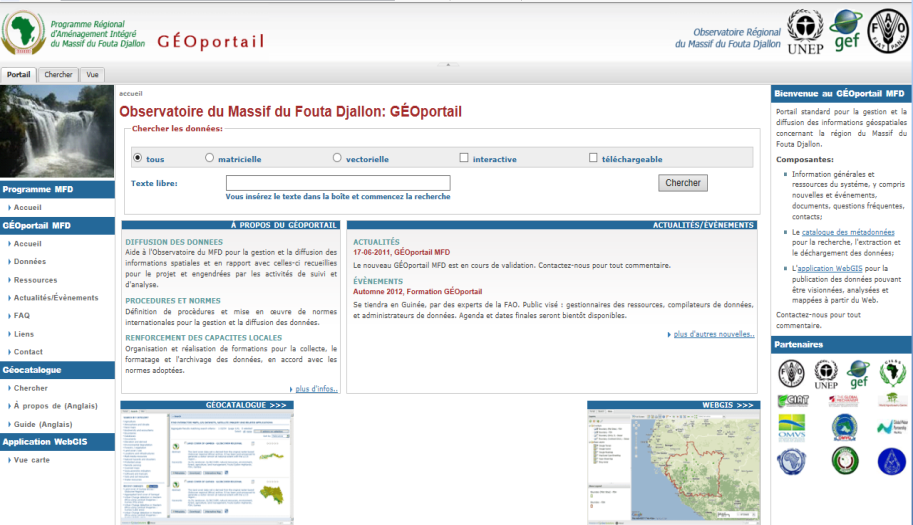 Programme Régional
d'Aménagement Intégré
du Massif du Fouta Djallon
GÉOportail
Observatoire Régional
du Massif du Fouta Djallon
UNEP
gef
FAO
FIAT PANIS
Portail
Chercher
Vue
accueil
Observatoire du Massif du Fouta Djallon: GÉOportail
Chercher les données:
tous
matricielle
vectorielle
interactive
téléchargeable
Texte libre:
Chercher
Vous insérez le texte dans la boîte et commencez la recherche
Programme MFD
Accueil
GÉOportail MFD
Accueil
Données
Ressources
Actualités/Événements
FAQ
Liens
Contact
Géocatalogue
Chercher
Á propos de (Anglais)
Guide (Anglais)
Application WebGIS
Vue carte
À PROPOS DU GÉOPORTAIL
DIFFUSION DES DONNEES
Aide à l'Observatoire du MFD pour la gestion et la diffusion des
informations spatiales et en rapport avec celles-ci recueillies
pour le projet et engendrées par les activités de suivi et
d'analyse.
PROCEDURES ET NORMES
Définition de procédures et mise en œuvre de normes
internationales pour la gestion et la diffusion des données.
RENFORCEMENT DES CAPACITES LOCALES
Organisation et réalisation de formations pour la collecte, le
formatage et l'archivage des données, en accord avec les
normes adoptées.
plus d'infos..
ACTUALITÉS/ÉVÈNEMENTS
ACTUALITÉS
17-06-2011, GÉOportail MFD
Le nouveau GÉOportail MFD est en cours de validation. Contactez-nous pour tout commentaire.
ÉVÈNEMENTS
Automne 2012, Formation GÉOportail
Se tiendra en Guinée, par des experts de la FAO. Public visé : gestionnaires des ressources, compilateurs de données,
et administrateurs de données. Agenda et dates finales seront bientôt disponibles.
plus d'autres nouvelles..
GÉOCATALOGUE >>>
WEBGIS >>>
Bienvenue au GÉOportail MFD
Portail standard pour la gestion et la
diffusion des informations géospatiales
concernant la région du Massif du
Fouta Djallon.
Composantes:
Information générales et
ressources du système, y compris
nouvelles et événements,
documents, questions fréquentes,
contacts;
Le catalogue des métadonnées
pour la recherche, l'extraction et
le déchargement des données;
L'application WebGIS pour la
publication des données pouvant
être visionnées, analysées et
mappées à partir du Web.
Contactez-nous pour tout
commentaire.
Partenaires
FAO
UNEP
gef
CIAT
OMVS